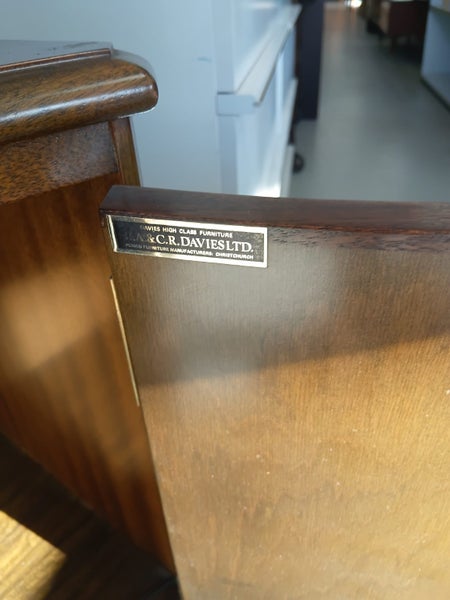 DAVIES HIGH CLASS FURNITURE
& C.R. DAVIES LTD.
FURNITURE MANUFACTURERS: CHRISTCHURCH